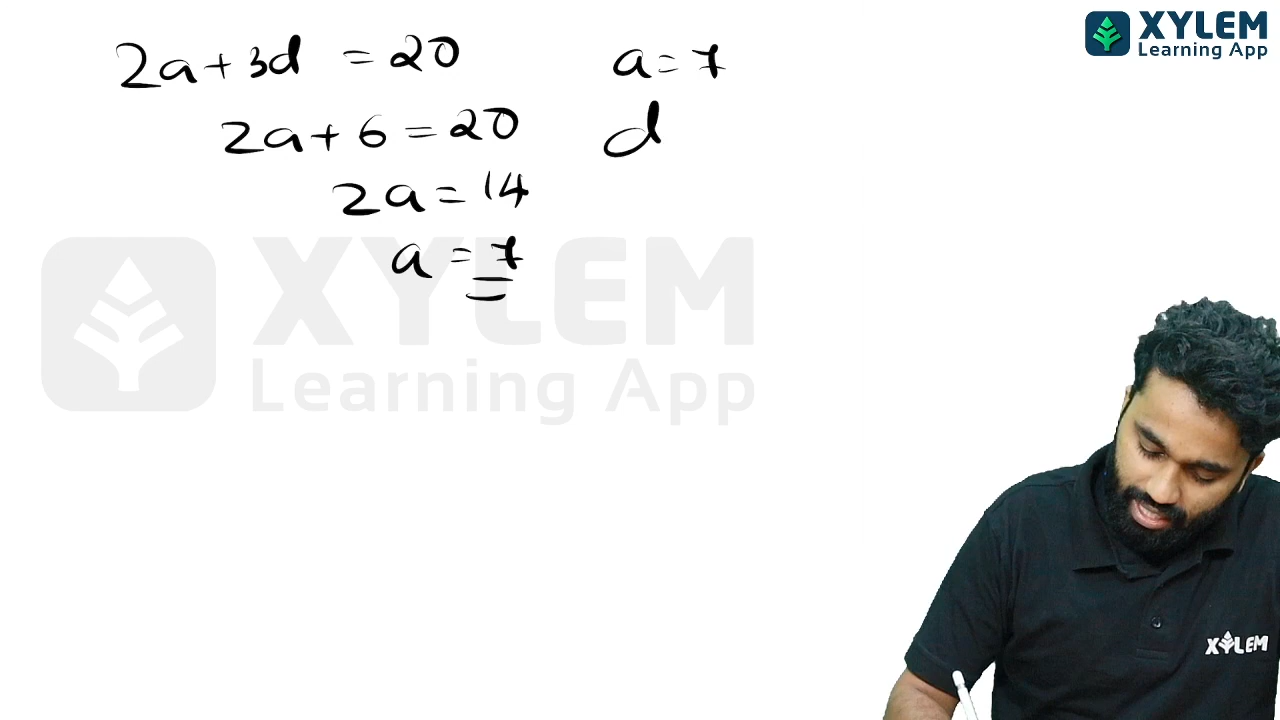 2a+3d = 20
2a+6 = 20
2a = 14
a = 7
a = 7
d
XYLEM
Learning App
XYLEM
Learning App
XYLEM